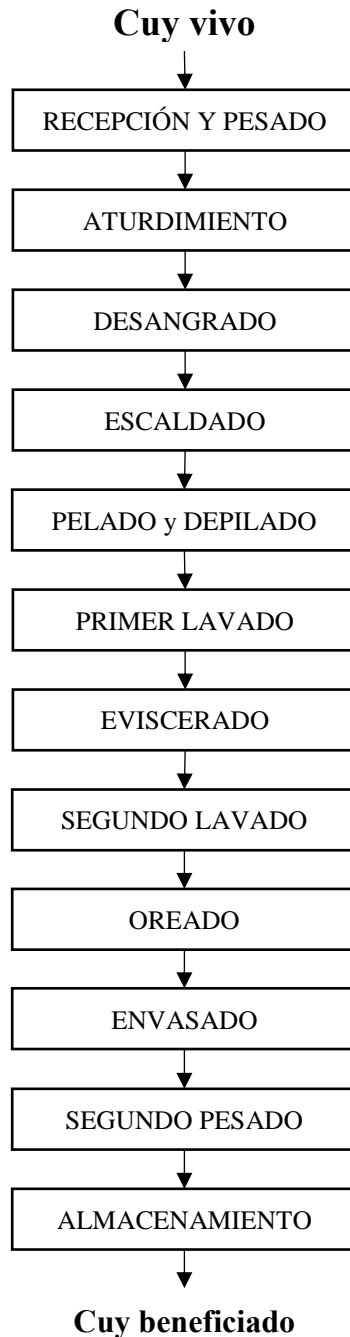 Cuy vivo
RECEPCIÓN Y PESADO
ATURDIMIENTO
DESANGRADO
ESCALDADO
PELADO y DEPILADO
PRIMER LAVADO
EVISCERADO
SEGUNDO LAVADO
OREADO
ENVASADO
SEGUNDO PESADO
ALMACENAMIENTO
Cuy beneficiado